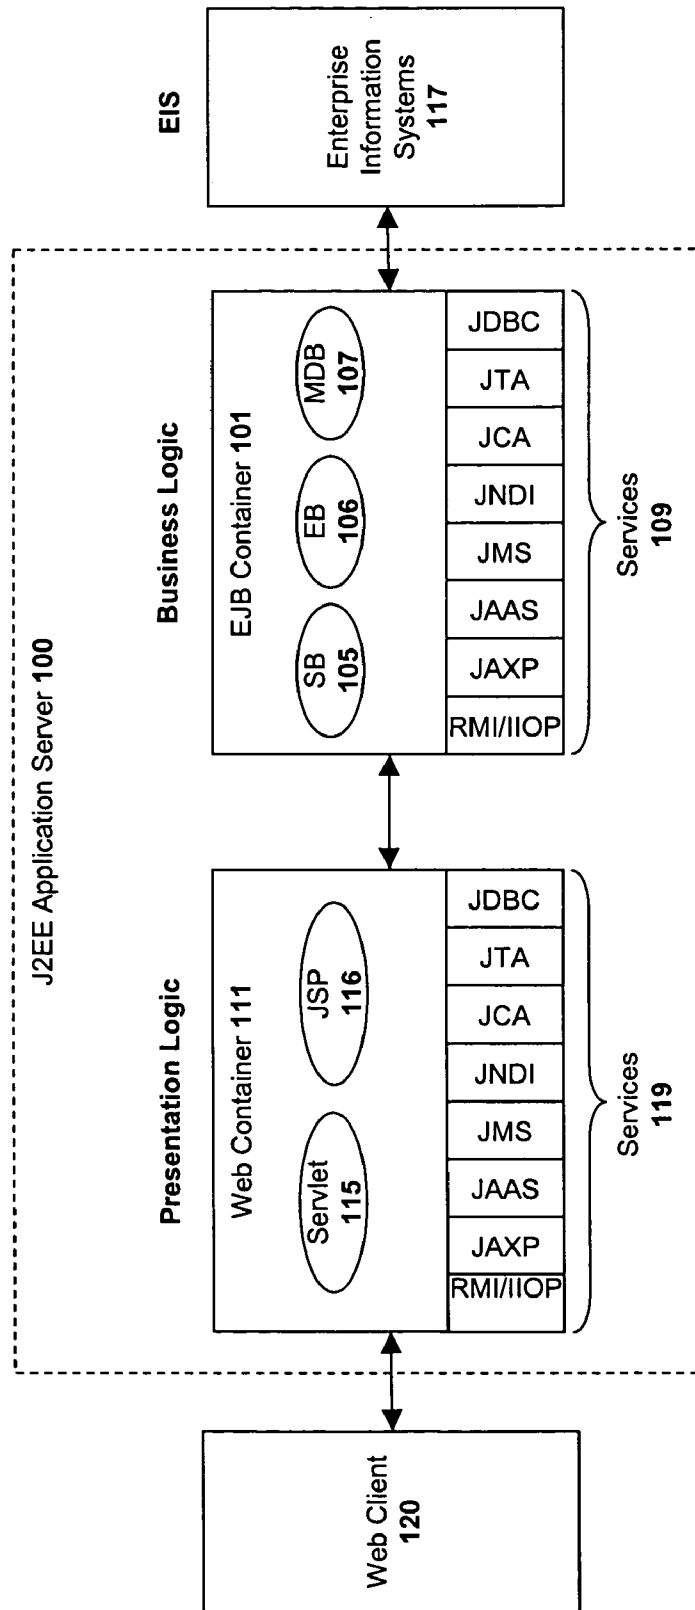 J2EE Application Server 100
Presentation Logic
Business Logic
EIS
Web Client
120
Web Container 111
Servlet
115
JSP
116
RMI/IIOP
JAXP
JAAS
JMS
JNDI
JCA
JTA
JDBC
Services
119
EJB Container 101
SB
105
EB
106
MDB
107
RMI/IIOP
JAXP
JAAS
JMS
JNDI
JCA
JTA
JDBC
Services
109
Enterprise
Information
Systems
117